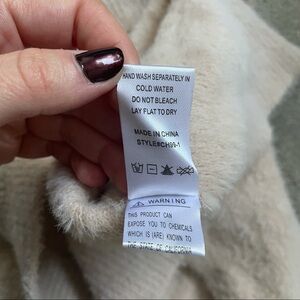 HAND WASH SEPARATELY IN
COLD WATER
DO NOT BLEACH
LAY FLAT TO DRY
MADE IN CHINA
STYLE#CH99-1
WARNING
THIS PRODUCT CAN
EXPOSE YOU TO CHEMICALS
WHICH IS (ARE) KNOWN TO
THE STATE OF CALIFORNIA